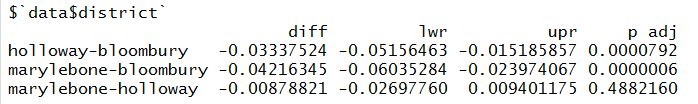 $`data$district`
diff lwr upr p adj
holloway-bloombury -0.03337524 -0.05156463 -0.015185857 0.0000792
marylebone-bloombury -0.04216345 -0.06035284 -0.023974067 0.0000006
marylebone-holloway -0.00878821 -0.02697760 0.009401175 0.4882160